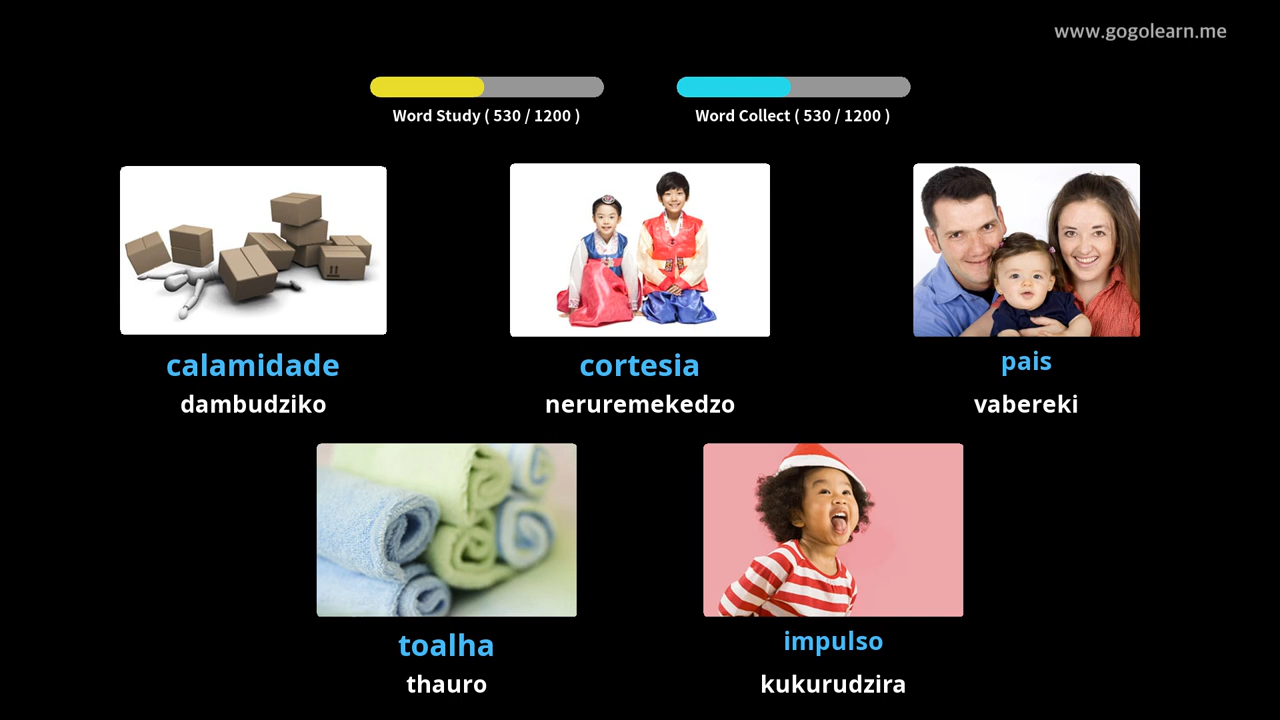 www.gogolearn.me
Word Study ( 530 / 1200 )
Word Collect ( 530 / 1200 )
calamidade
dambudziko
cortesia
neruremekedzo
pais
vabereki
toalha
thauro
impulso
kukurudzira